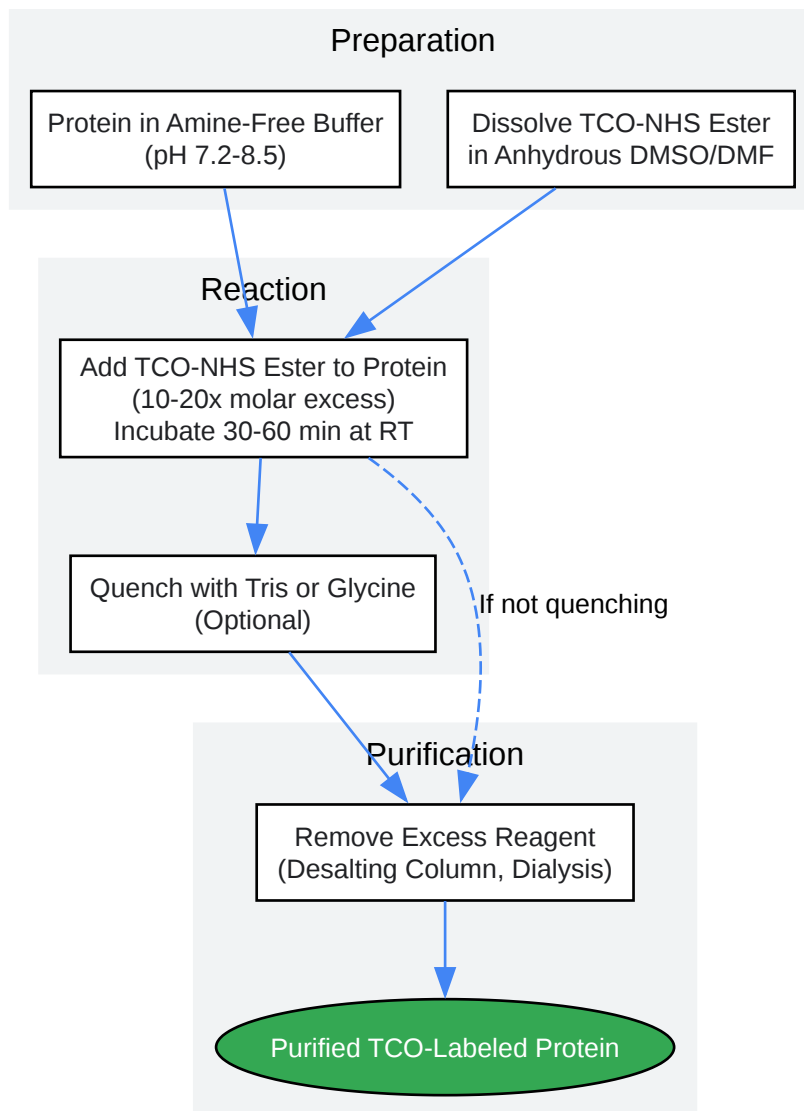 Preparation
Protein in Amine-Free Buffer
(pH 7.2-8.5)
Dissolve TCO-NHS Ester
in Anhydrous DMSO/DMF
Reaction
Add TCO-NHS Ester to Protein
(10-20x molar excess)
Incubate 30-60 min at RT
Quench with Tris or Glycine
(Optional)
If not quenching
Purification
Remove Excess Reagent
(Desalting Column, Dialysis)
Purified TCO-Labeled Protein